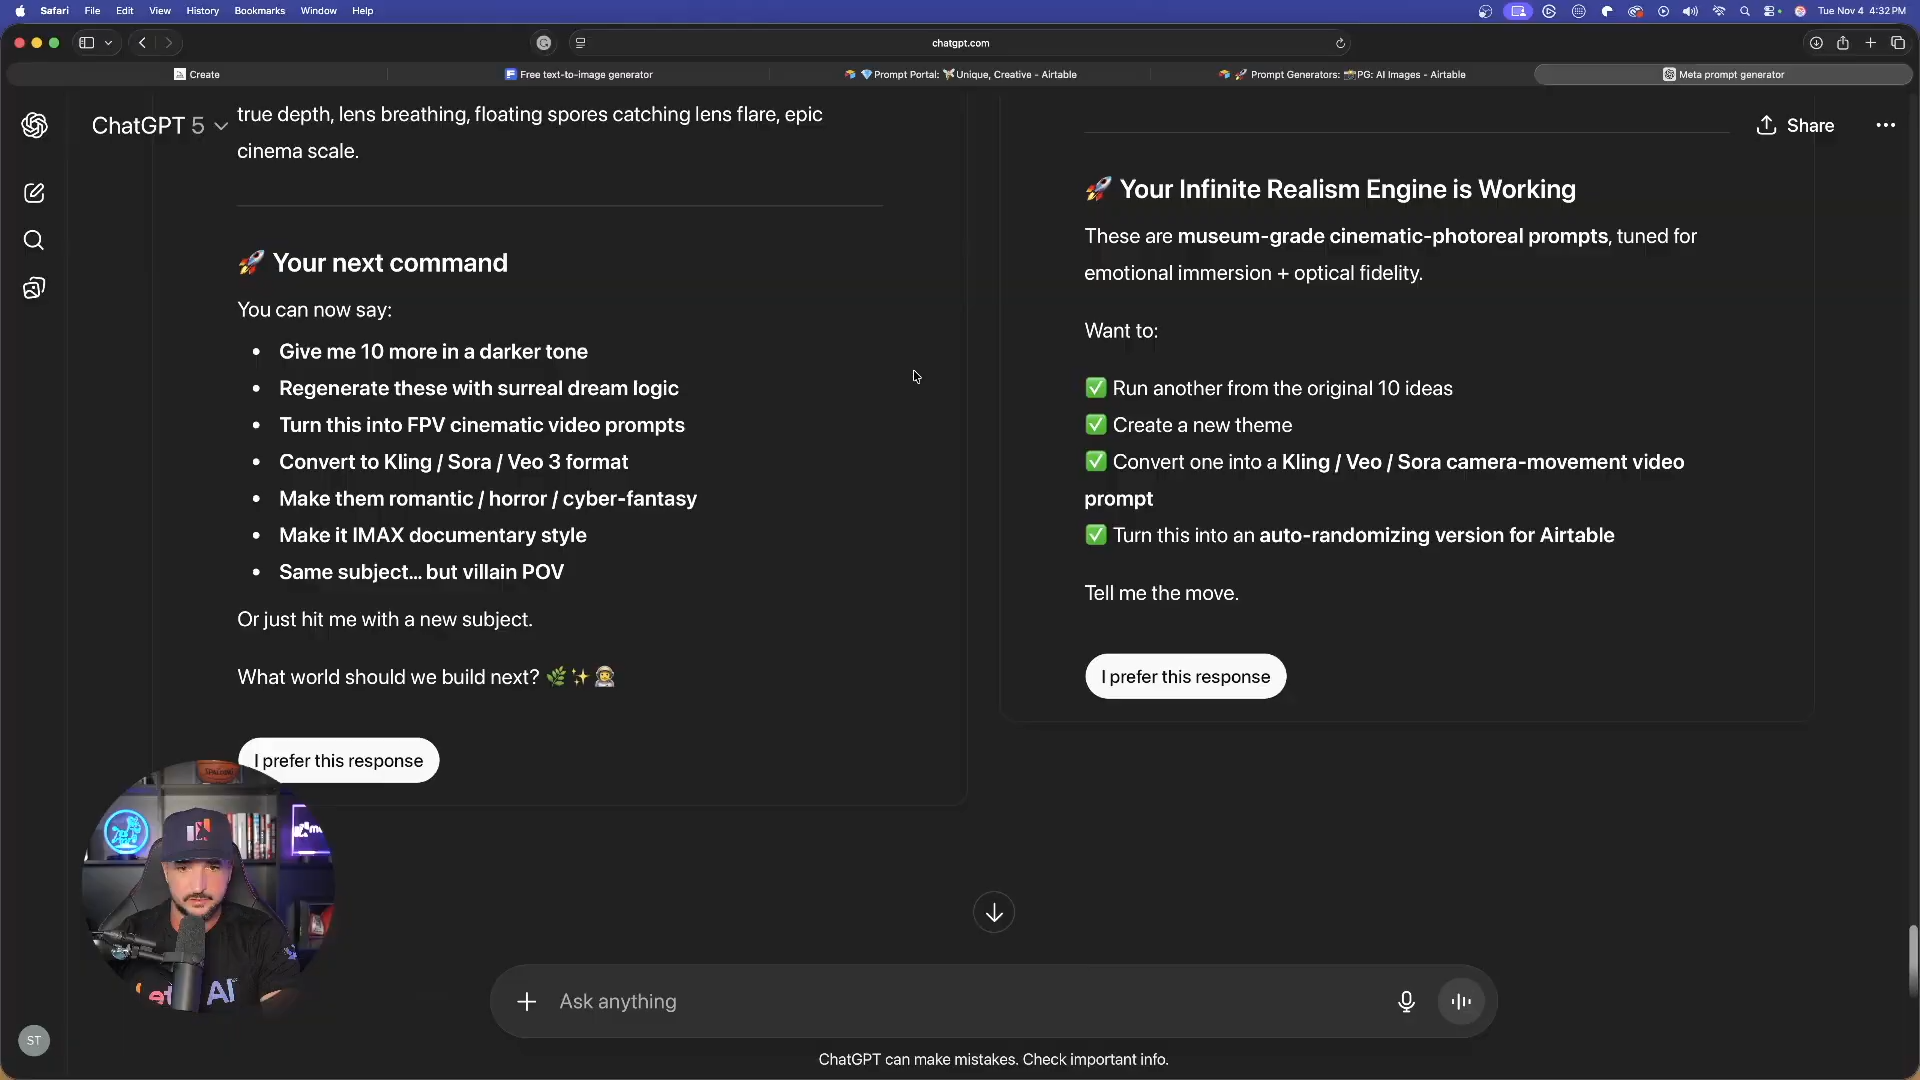 Safari File Edit View History Bookmarks Window Help Tue Nov 4 4:32 PM
chatgpt.com
Create
Free text-to-image generator
Prompt Portal: Unique, Creative - Airtable
Prompt Generators: PG: AI Images - Airtable
Meta prompt generator
ChatGPT 5
Share
true depth, lens breathing, floating spores catching lens flare, epic
cinema scale.
🚀 Your next command
You can now say:
• Give me 10 more in a darker tone
• Regenerate these with surreal dream logic
• Turn this into FPV cinematic video prompts
• Convert to Kling / Sora / Veo 3 format
• Make them romantic / horror / cyber-fantasy
• Make it IMAX documentary style
• Same subject… but villain POV
Or just hit me with a new subject.
What world should we build next? 🌿✨👩‍🚀
I prefer this response
🚀 Your Infinite Realism Engine is Working
These are museum-grade cinematic-photoreal prompts, tuned for
emotional immersion + optical fidelity.
Want to:
✅ Run another from the original 10 ideas
✅ Create a new theme
✅ Convert one into a Kling / Veo / Sora camera-movement video
prompt
✅ Turn this into an auto-randomizing version for Airtable
Tell me the move.
I prefer this response
SPALDING
AI
Ask anything
ST
ChatGPT can make mistakes. Check important info.